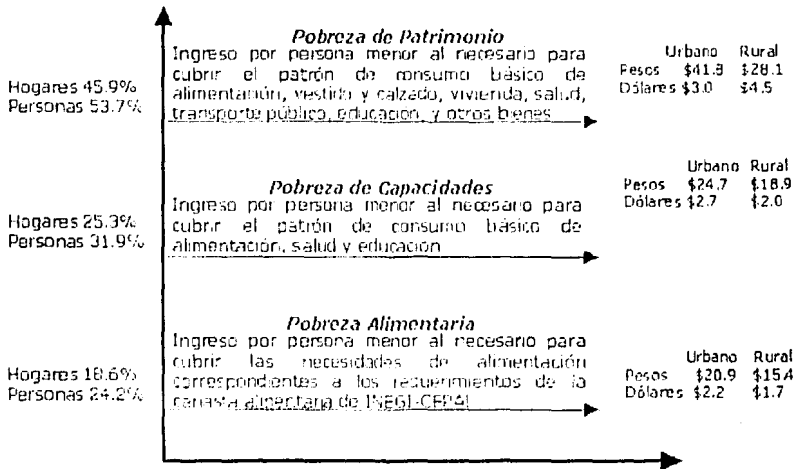 Pobreza de Patrimonio
Ingreso por persona menor al necesario para
cubrir el patrón de consumo básico de
alimentación, vestido y calzado, vivienda, salud,
transporte público, educación, y otros bienes
Hogares 45.9%
Personas 53.7%
Urbano Rural
Pesos $41.8 $28.1
Dólares $3.0 $4.5
Pobreza de Capacidades
Ingreso por persona menor al necesario para
cubrir el patrón de consumo básico de
alimentación, salud y educación
Hogares 25.3%
Personas 31.9%
Urbano Rural
Pesos $24.7 $18.9
Dólares $2.7 $2.0
Pobreza Alimentaria
Ingreso por persona menor al necesario para
cubrir las necesidades de alimentación
correspondientes a los requerimientos de la
canasta alimentaria de INEGI-CEPAL
Hogares 18.6%
Personas 24.2%
Urbano Rural
Pesos $20.9 $15.4
Dólares $2.2 $1.7